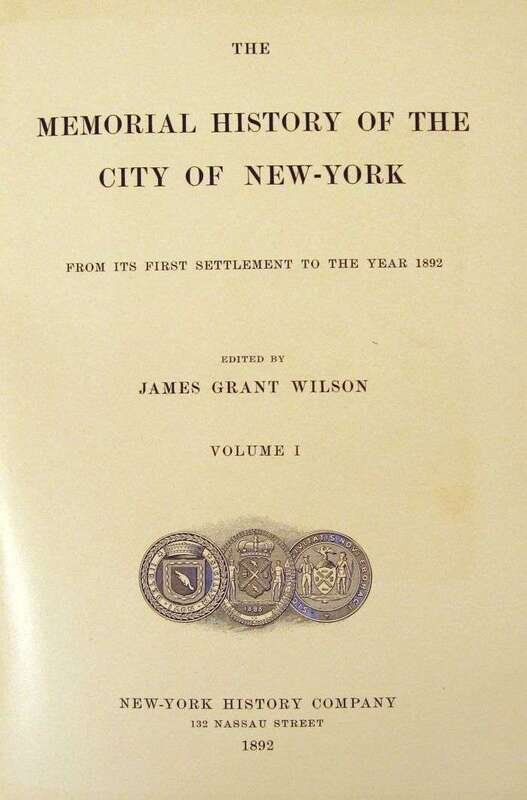 THE
MEMORIAL HISTORY OF THE
CITY OF NEW-YORK
FROM ITS FIRST SETTLEMENT TO THE YEAR 1892
EDITED BY
JAMES GRANT WILSON
VOLUME I
NEW-YORK HISTORY COMPANY
132 NASSAU STREET
1892